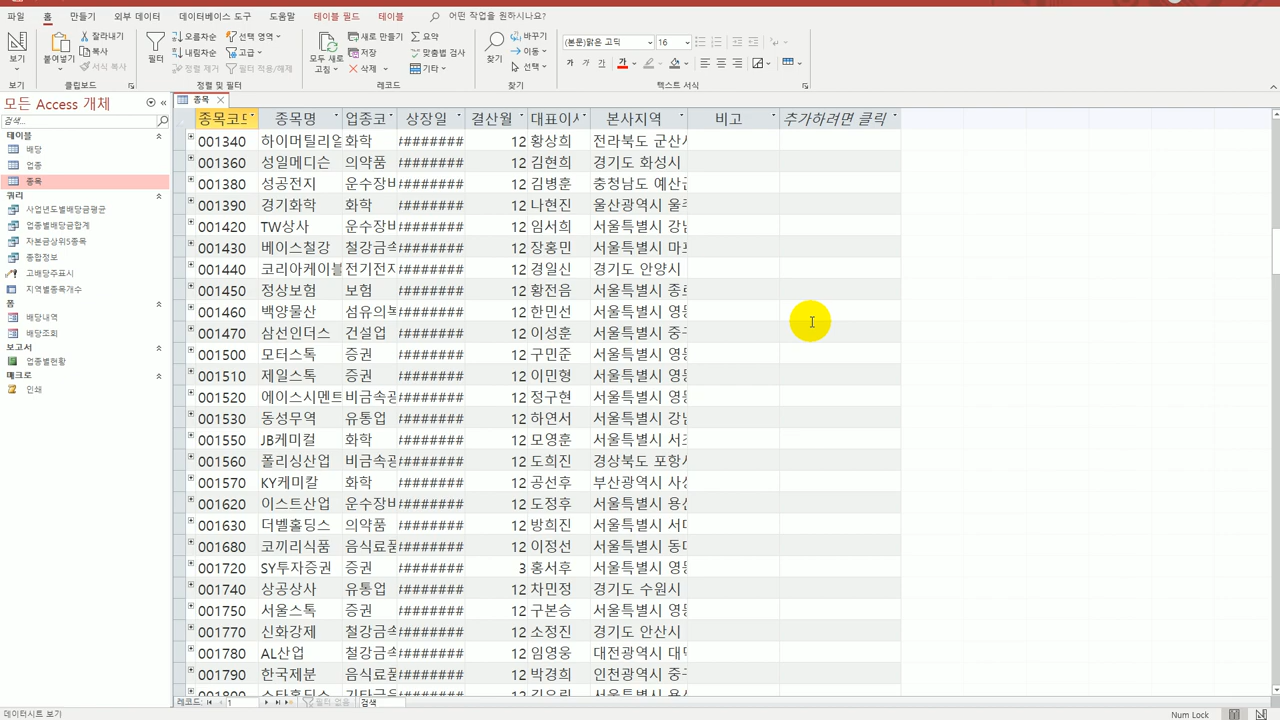 파일 홈 만들기 외부 데이터 데이터베이스 도구 도움말 테이블 필드 테이블 어떤 작업을 원하시나요?
보기 붙여넣기 잘라내기 복사 서식 복사 필터 오름차순 내림차순 정렬 제거 선택 영역 고급 필터 적용/해제 모두 새로 고침 새로 만들기 저장 삭제 요약 맞춤법 검사 기타 찾기 바꾸기 이동 선택 (본문)맑은 고딕 16
보기 클립보드 정렬 및 필터 레코드 찾기 텍스트 서식
모든 Access 개체
검색...
테이블
배당
업종
종목
쿼리
사업년도별배당금평균
업종별배당금합계
자본금상위5종목
종합정보
고배당주표시
지역별종목개수
폼
배당내역
배당조회
보고서
업종별현황
매크로
인쇄
종목
종목코드 종목명 업종코 상장일 결산월 대표이사 본사지역 비고 추가하려면 클릭
001340 하이머틸리얼 화학 ######## 12 황상희 전라북도 군산시
001360 성일메디슨 의약품 ######## 12 김현희 경기도 화성시
001380 성공전지 운수장비 ######## 12 김병훈 충청남도 예산군
001390 경기화학 화학 ######## 12 나현진 울산광역시 울주
001420 TW상사 운수장비 ######## 12 임서희 서울특별시 강남
001430 베이스철강 철강금속 ######## 12 장홍민 서울특별시 마포
001440 코리아케이블 전기전자 ######## 12 경일신 경기도 안양시
001450 정상보험 보험 ######## 12 황전음 서울특별시 종로
001460 백양물산 섬유의복 ######## 12 한민선 서울특별시 영등
001470 삼선인더스 건설업 ######## 12 이성훈 서울특별시 중구
001500 모터스톡 증권 ######## 12 구민준 서울특별시 영등
001510 제일스톡 증권 ######## 12 이민형 서울특별시 영등
001520 에이스시멘트 비금속광 ######## 12 정구현 서울특별시 영등
001530 동성무역 유통업 ######## 12 하연서 서울특별시 강남
001550 JB케미컬 화학 ######## 12 모영훈 서울특별시 서초
001560 폴리싱산업 비금속광 ######## 12 도희진 경상북도 포항시
001570 KY케미칼 화학 ######## 12 공선후 부산광역시 사상
001620 이스트산업 운수장비 ######## 12 도정후 서울특별시 용산
001630 더벨홀딩스 의약품 ######## 12 방희진 서울특별시 서대
001680 코끼리식품 음식료품 ######## 12 이정선 서울특별시 동대
001720 SY투자증권 증권 ######## 3 홍서후 서울특별시 영등
001740 상공상사 유통업 ######## 12 차민정 경기도 수원시
001750 서울스톡 증권 ######## 12 구본승 서울특별시 영등
001770 신화강제 철강금속 ######## 12 소정진 경기도 안산시
001780 AL산업 철강금속 ######## 12 임영웅 대전광역시 대덕
001790 한국제분 음식료품 ######## 12 박경희 인천광역시 중구
레코드: 1 필터 없음 검색
데이터시트 보기 Num Lock